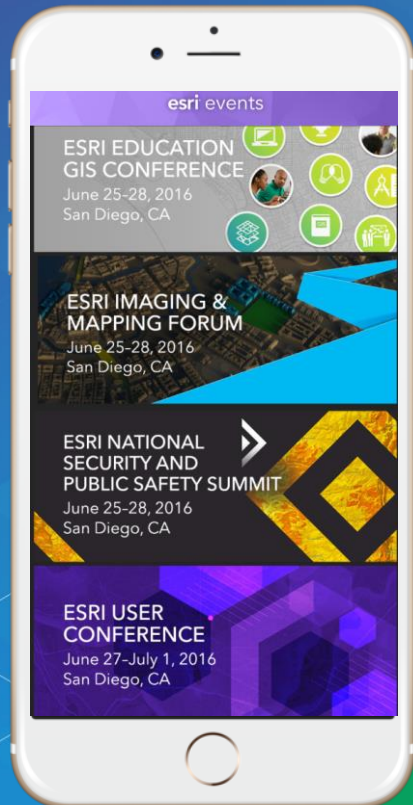 esri events
ESRI EDUCATION
GIS CONFERENCE
June 25-28, 2016
San Diego, CA
ESRI IMAGING &
MAPPING FORUM
June 25-28, 2016
San Diego, CA
ESRI NATIONAL
SECURITY AND
PUBLIC SAFETY SUMMIT
June 25-28, 2016
San Diego, CA
ESRI USER
CONFERENCE
June 27-July 1, 2016
San Diego, CA